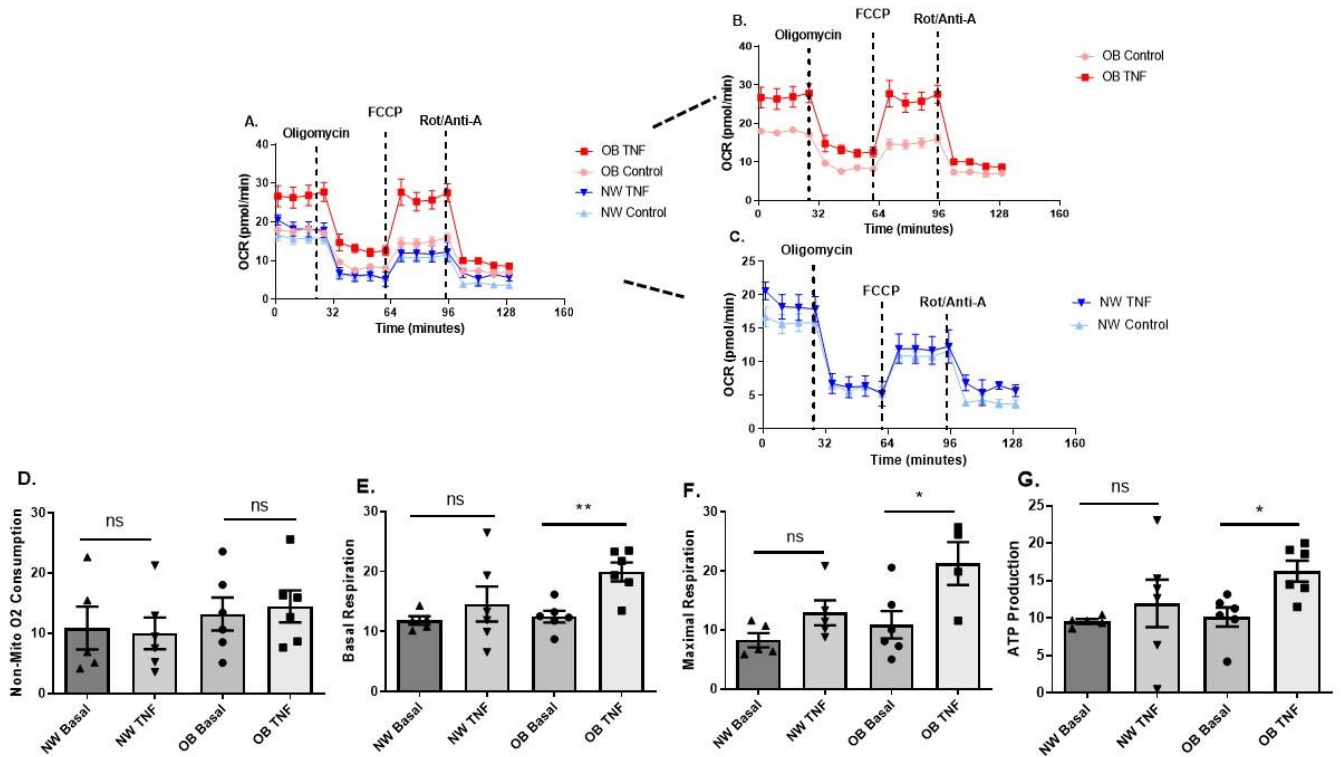 A.
Oligomycin
FCCP
Rot/Anti-A
OCR (pmol/min)
40
30
20
10
0
0 32 64 96 128 160
Time (minutes)
OB TNF
OB Control
NW TNF
NW Control
B.
Oligomycin
FCCP
Rot/Anti-A
OCR (pmol/min)
40
30
20
10
0
0 32 64 96 128 160
Time (minutes)
OB Control
OB TNF
C.
Oligomycin
FCCP
Rot/Anti-A
OCR (pmol/min)
25
20
15
10
5
0
0 32 64 96 128 160
Time (minutes)
NW TNF
NW Control
D.
Non-Mito O2 Consumption
30
20
10
0
ns
ns
NW Basal
NW TNF
OB Basal
OB TNF
E.
Basal Respiration
30
20
10
0
ns
**
NW Basal
NW TNF
OB Basal
OB TNF
F.
Maximal Respiration
30
20
10
0
ns
*
NW Basal
NW TNF
OB Basal
OB TNF
G.
ATP Production
25
20
15
10
5
0
ns
*
NW Basal
NW TNF
OB Basal
OB TNF